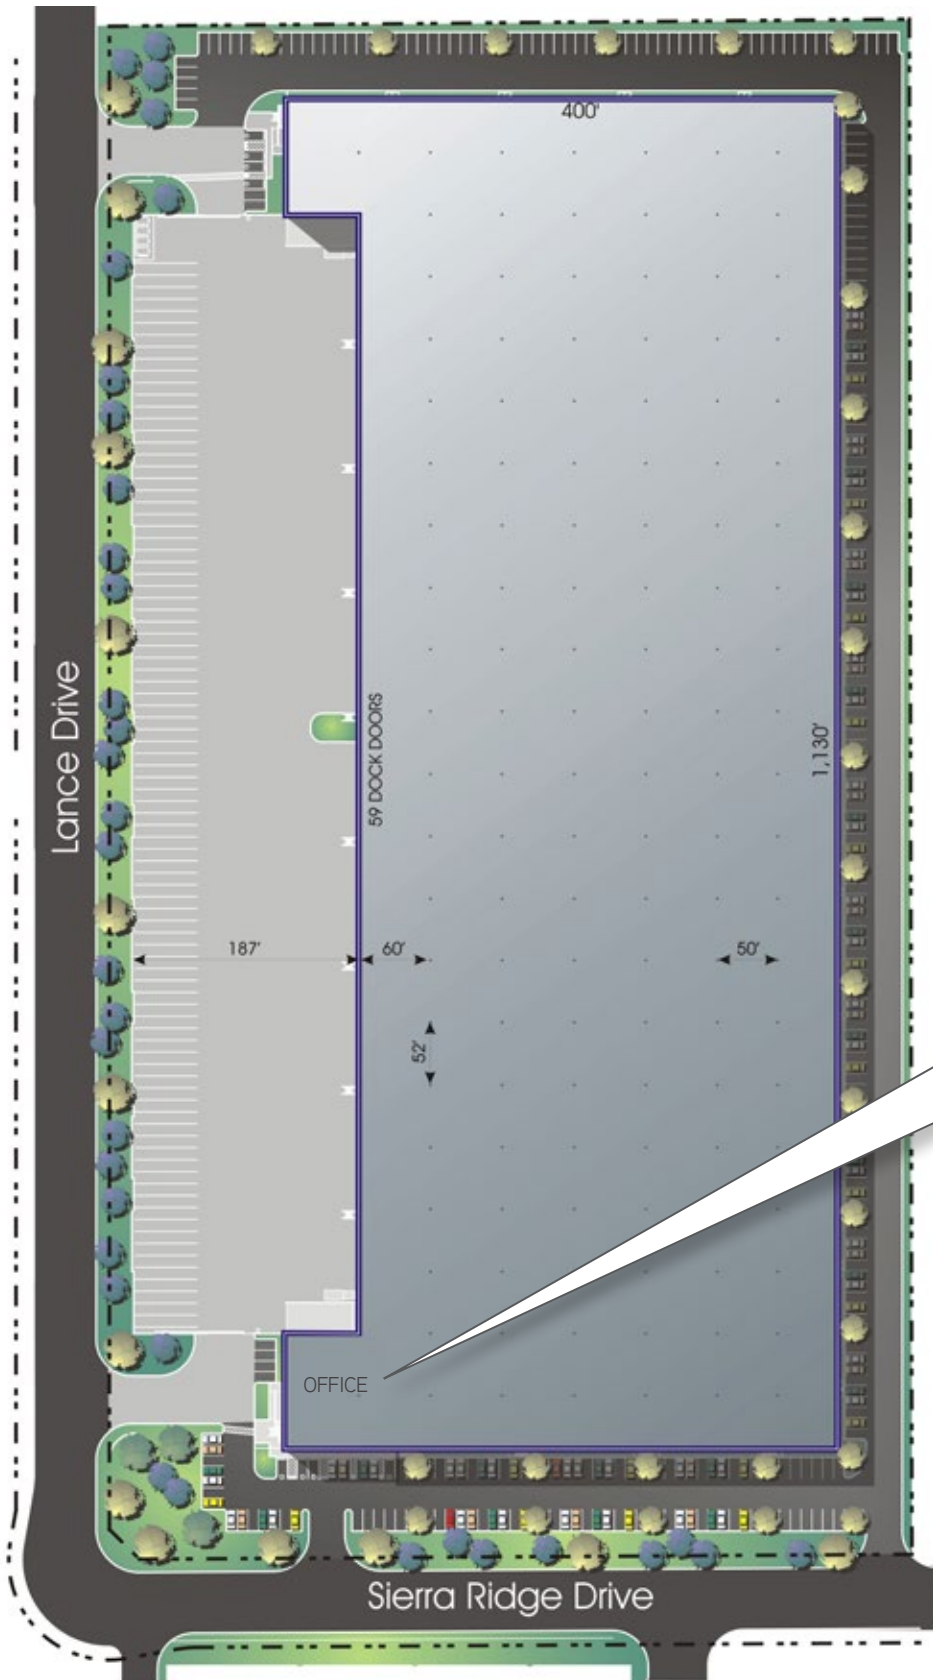 400'
Lance Drive
59 DOCK DOORS
1,130'
187'
60'
50'
52'
OFFICE
Sierra Ridge Drive